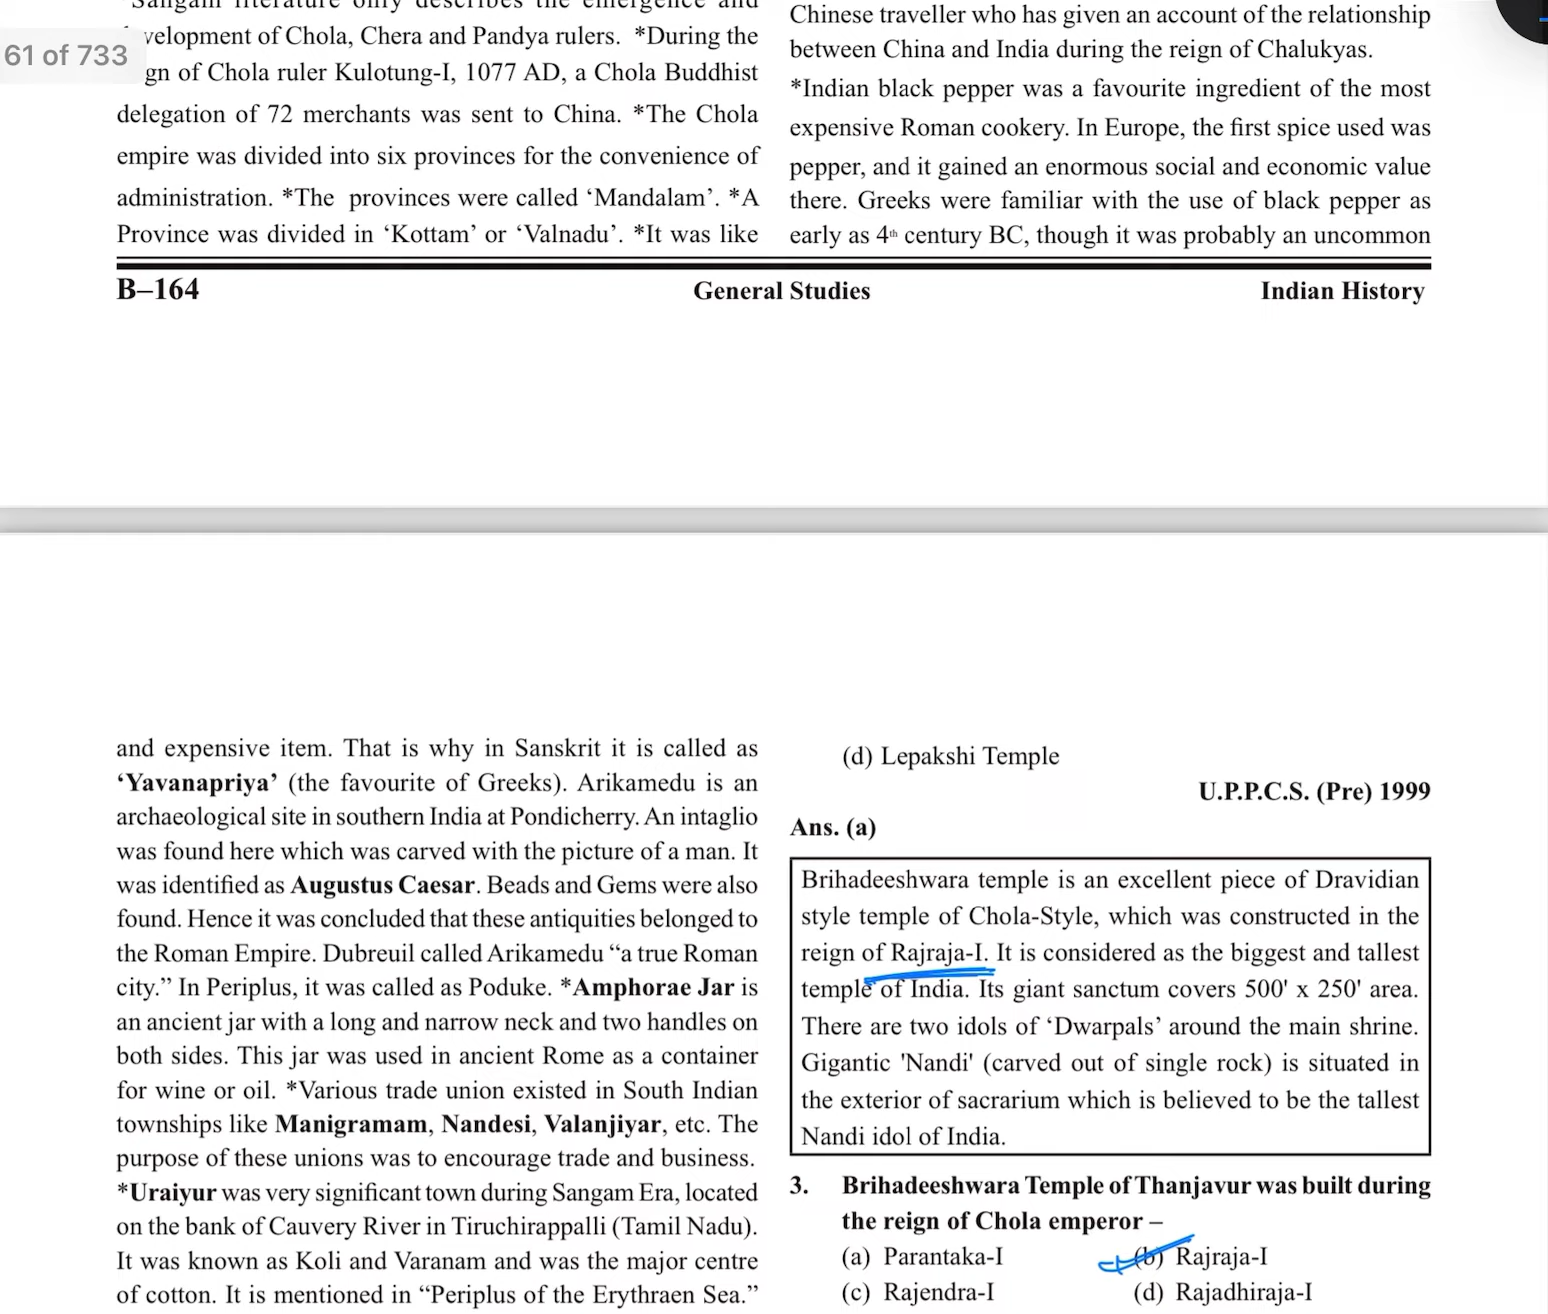 Sangam literature only describes the emergence and
velopment of Chola, Chera and Pandya rulers. *During the
gn of Chola ruler Kulotung-I, 1077 AD, a Chola Buddhist
delegation of 72 merchants was sent to China. *The Chola
empire was divided into six provinces for the convenience of
administration. *The provinces were called ‘Mandalam’. *A
Province was divided in ‘Kottam’ or ‘Valnadu’. *It was like
61 of 733
Chinese traveller who has given an account of the relationship
between China and India during the reign of Chalukyas.
*Indian black pepper was a favourite ingredient of the most
expensive Roman cookery. In Europe, the first spice used was
pepper, and it gained an enormous social and economic value
there. Greeks were familiar with the use of black pepper as
early as 4th century BC, though it was probably an uncommon
B–164 General Studies Indian History
and expensive item. That is why in Sanskrit it is called as
‘Yavanapriya’ (the favourite of Greeks). Arikamedu is an
archaeological site in southern India at Pondicherry. An intaglio
was found here which was carved with the picture of a man. It
was identified as Augustus Caesar. Beads and Gems were also
found. Hence it was concluded that these antiquities belonged to
the Roman Empire. Dubreuil called Arikamedu “a true Roman
city.” In Periplus, it was called as Poduke. *Amphorae Jar is
an ancient jar with a long and narrow neck and two handles on
both sides. This jar was used in ancient Rome as a container
for wine or oil. *Various trade union existed in South Indian
townships like Manigramam, Nandesi, Valanjiyar, etc. The
purpose of these unions was to encourage trade and business.
*Uraiyur was very significant town during Sangam Era, located
on the bank of Cauvery River in Tiruchirappalli (Tamil Nadu).
It was known as Koli and Varanam and was the major centre
of cotton. It is mentioned in “Periplus of the Erythraen Sea.”
(d) Lepakshi Temple
U.P.P.C.S. (Pre) 1999
Ans. (a)
Brihadeeshwara temple is an excellent piece of Dravidian
style temple of Chola-Style, which was constructed in the
reign of Rajraja-I. It is considered as the biggest and tallest
temple of India. Its giant sanctum covers 500' x 250' area.
There are two idols of ‘Dwarpals’ around the main shrine.
Gigantic 'Nandi' (carved out of single rock) is situated in
the exterior of sacrarium which is believed to be the tallest
Nandi idol of India.
3. Brihadeeshwara Temple of Thanjavur was built during
the reign of Chola emperor –
(a) Parantaka-I (b) Rajraja-I
(c) Rajendra-I (d) Rajadhiraja-I